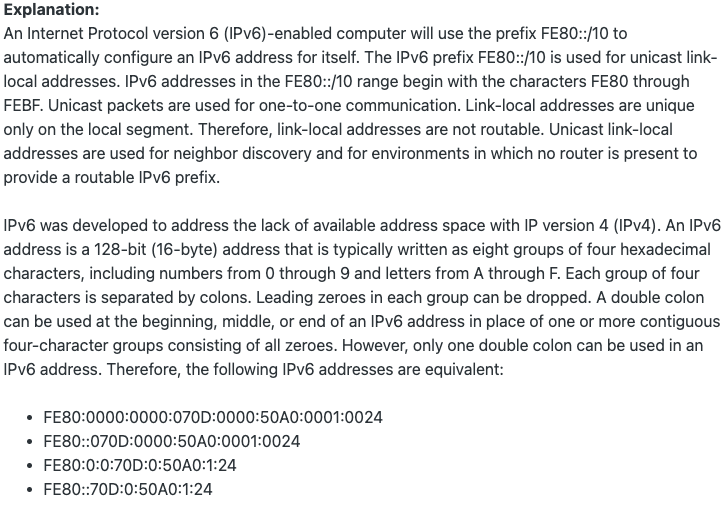 Explanation:
An Internet Protocol version 6 (IPv6)-enabled computer will use the prefix FE80::/10 to
automatically configure an IPv6 address for itself. The IPv6 prefix FE80::/10 is used for unicast link-
local addresses. IPv6 addresses in the FE80::/10 range begin with the characters FE80 through
FEBF. Unicast packets are used for one-to-one communication. Link-local addresses are unique
only on the local segment. Therefore, link-local addresses are not routable. Unicast link-local
addresses are used for neighbor discovery and for environments in which no router is present to
provide a routable IPv6 prefix.
IPv6 was developed to address the lack of available address space with IP version 4 (IPv4). An IPv6
address is a 128-bit (16-byte) address that is typically written as eight groups of four hexadecimal
characters, including numbers from 0 through 9 and letters from A through F. Each group of four
characters is separated by colons. Leading zeroes in each group can be dropped. A double colon
can be used at the beginning, middle, or end of an IPv6 address in place of one or more contiguous
four-character groups consisting of all zeroes. However, only one double colon can be used in an
IPv6 address. Therefore, the following IPv6 addresses are equivalent:
• FE80:0000:0000:070D:0000:50A0:0001:0024
• FE80::070D:0000:50A0:0001:0024
• FE80:0:0:70D:0:50A0:1:24
• FE80::70D:0:50A0:1:24